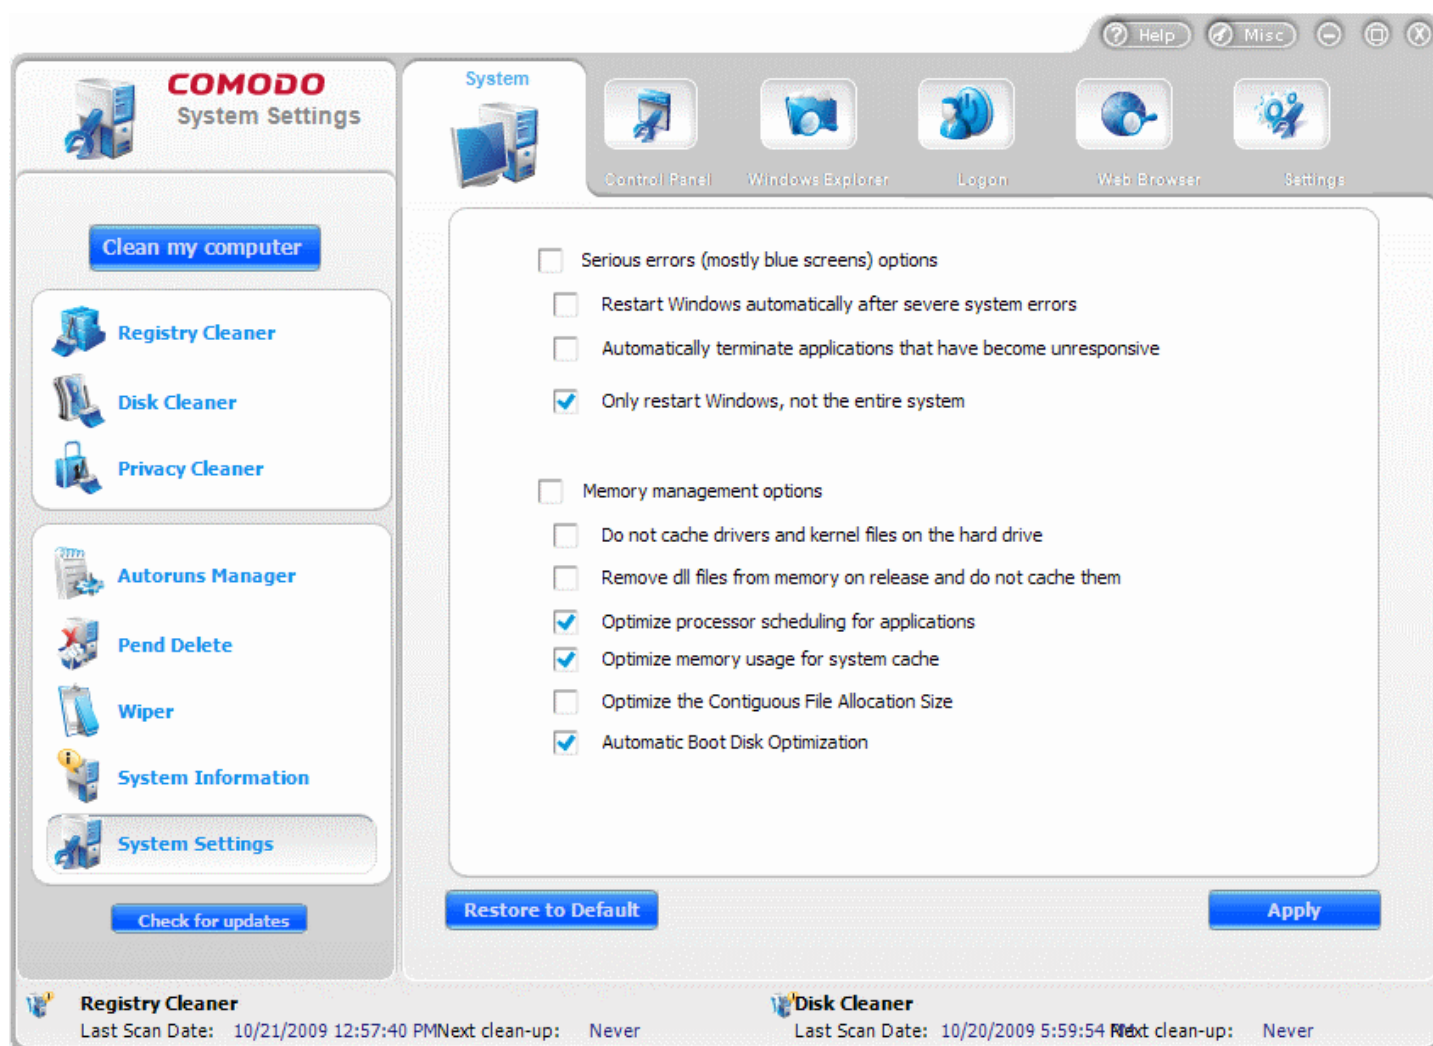 Help
Misc
COMODO
System Settings
System
Control Panel
Windows Explorer
Logon
Web Browser
Settings
Clean my computer
Registry Cleaner
Disk Cleaner
Privacy Cleaner
Autoruns Manager
Pend Delete
Wiper
System Information
System Settings
Check for updates
Serious errors (mostly blue screens) options
Restart Windows automatically after severe system errors
Automatically terminate applications that have become unresponsive
Only restart Windows, not the entire system
Memory management options
Do not cache drivers and kernel files on the hard drive
Remove dll files from memory on release and do not cache them
Optimize processor scheduling for applications
Optimize memory usage for system cache
Optimize the Contiguous File Allocation Size
Automatic Boot Disk Optimization
Restore to Default
Apply
Registry Cleaner
Last Scan Date: 10/21/2009 12:57:40 PM Next clean-up: Never
Disk Cleaner
Last Scan Date: 10/20/2009 5:59:54 clean-up: Never